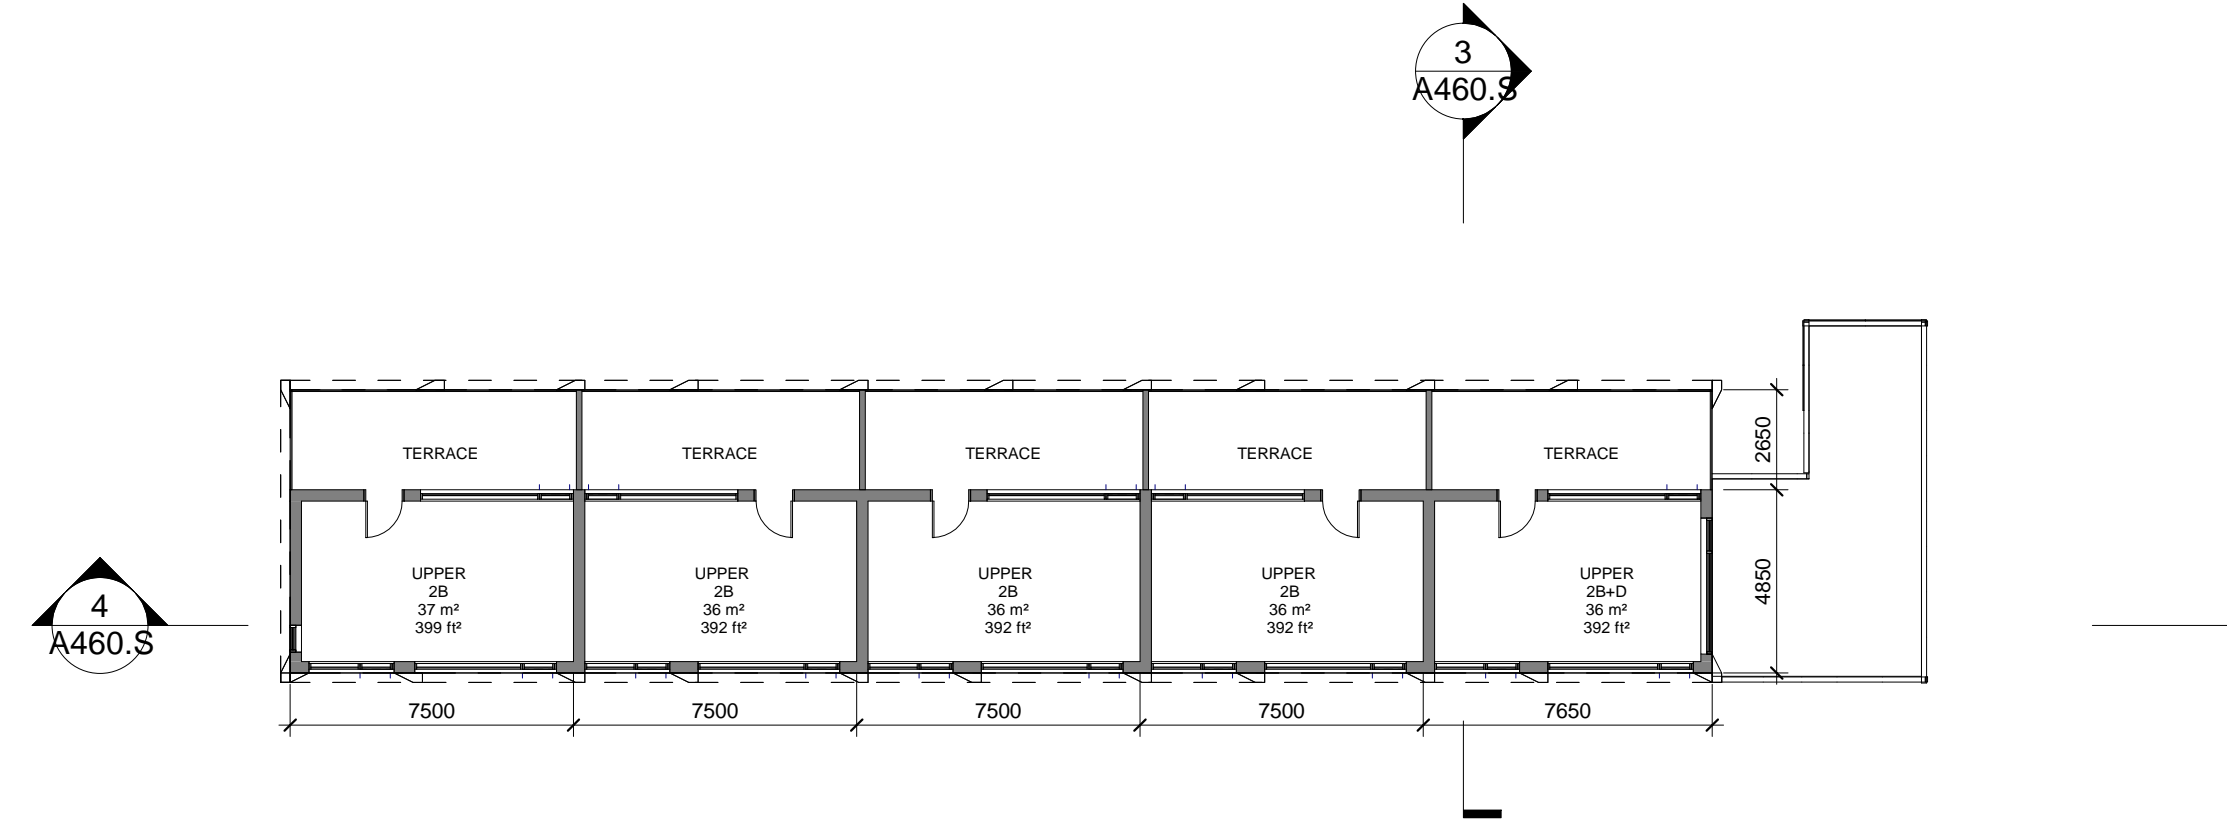 3
A460.S
TERRACE
TERRACE
TERRACE
TERRACE
TERRACE
2650
UPPER
2B
37 m²
399 ft²
UPPER
2B
36 m²
392 ft²
UPPER
2B
36 m²
392 ft²
UPPER
2B
36 m²
392 ft²
UPPER
2B+D
36 m²
392 ft²
4850
4
A460.S
7500
7500
7500
7500
7650